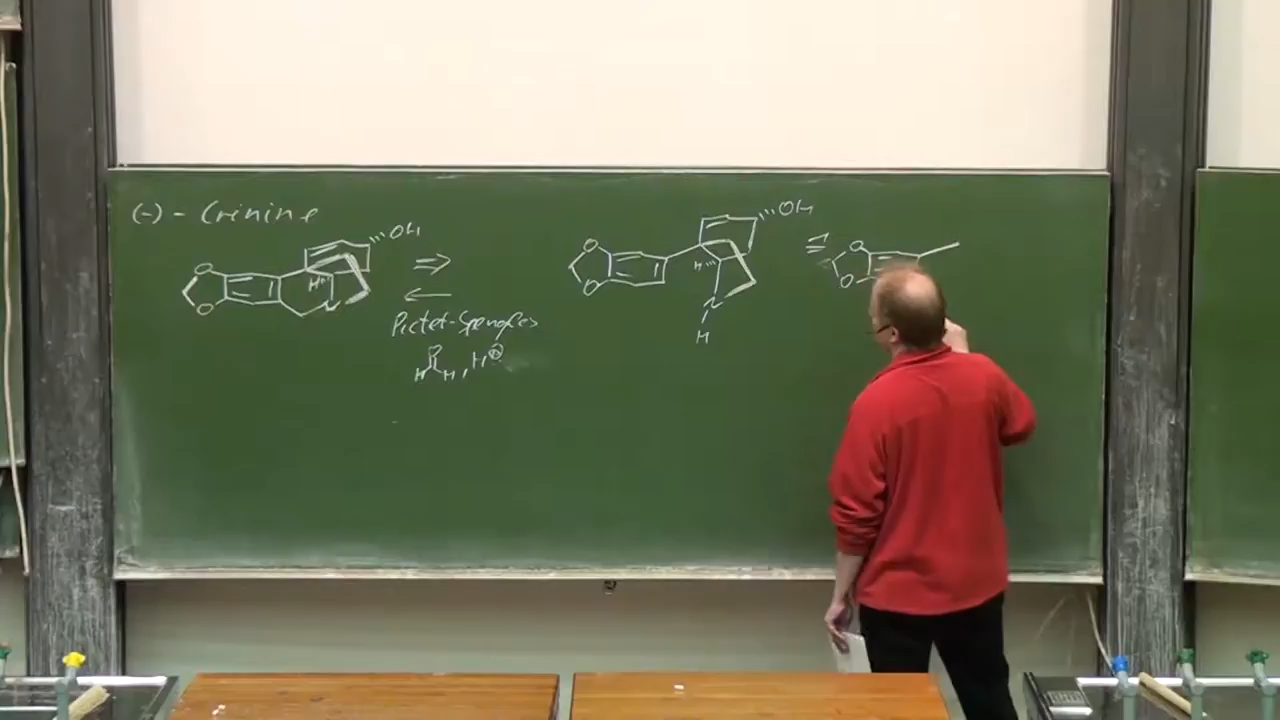 (-) - Crinine
OH
O
O
H
N
Pictet-Spengler
O
H H , H⊕
OH
O
O
H
N
H
O
O